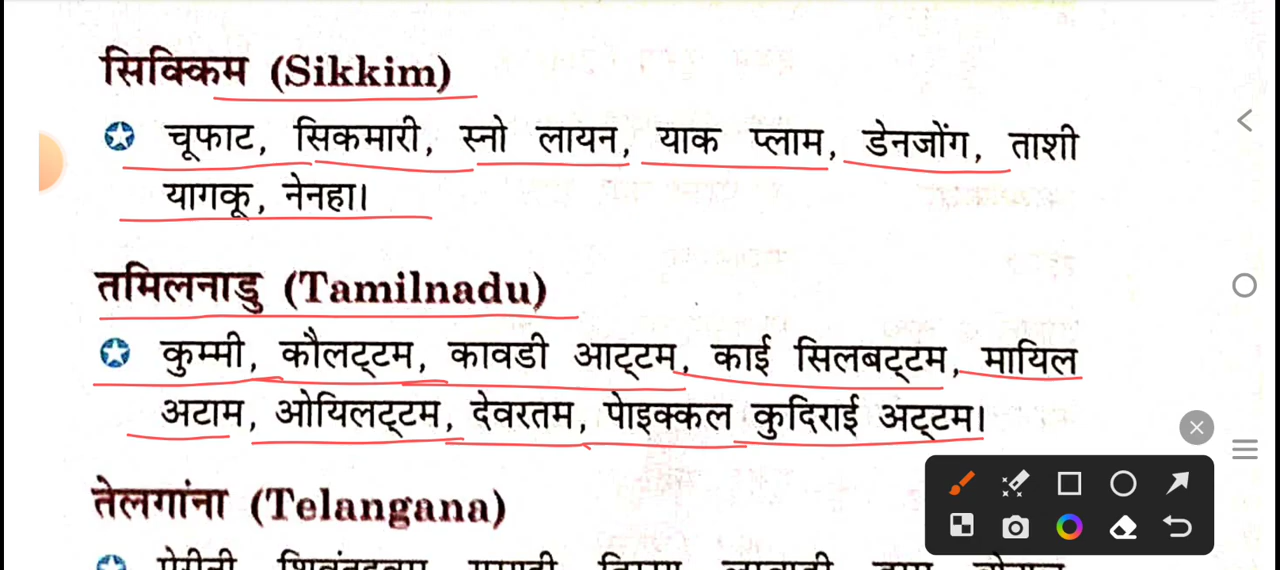 सिक्किम (Sikkim)
चूफाट, सिकमारी, स्नो लायन, याक प्लाम, डेनजोंग, ताशी
यागकू, नेनहा।
तमिलनाडु (Tamilnadu)
कुम्मी, कौलट्टम, कावडी आट्टम, काई सिलबट्टम, मायिल
अटाम, ओयिलट्टम, देवरतम, पोइक्कल कुदिराई अट्टम।
तेलगांना (Telangana)